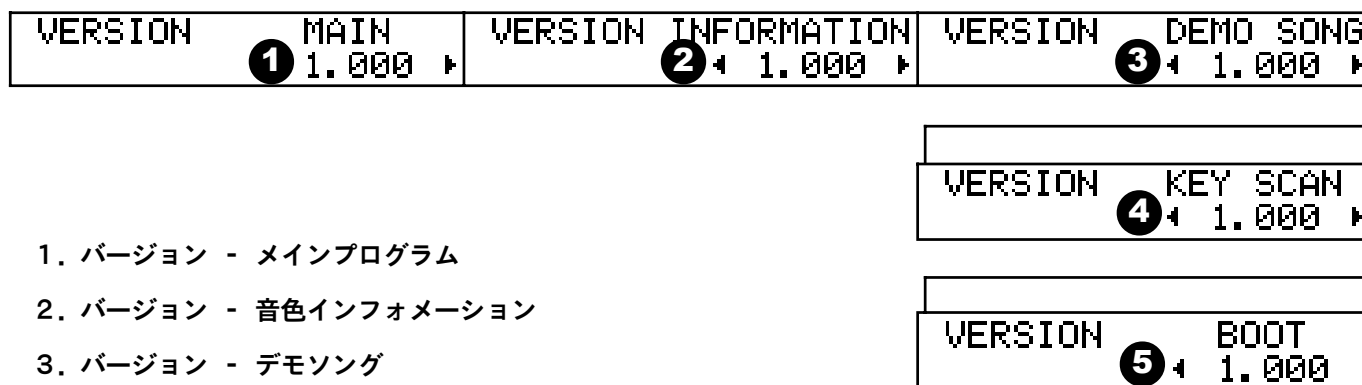 VERSION MAIN
1 1.000 ▶
VERSION INFORMATION
2 ◀ 1.000 ▶
VERSION DEMO SONG
3 ◀ 1.000 ▶
VERSION KEY SCAN
4 ◀ 1.000 ▶
1. バージョン - メインプログラム
2. バージョン - 音色インフォメーション
VERSION BOOT
5 ◀ 1.000
3. バージョン - デモソング